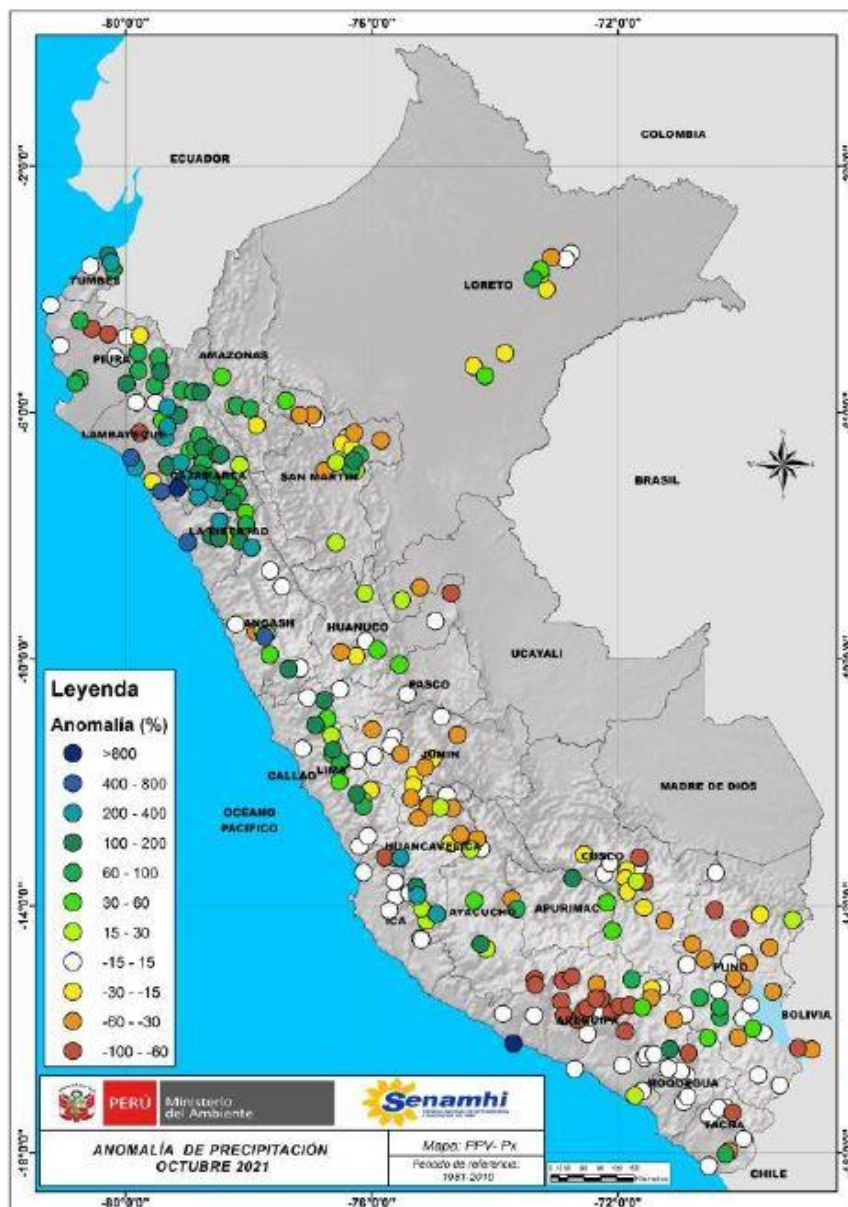 -80°0'0"
-76°0'0"
-72°0'0"
COLOMBIA
ECUADOR
-2°0'0"
TUMBES
LORETO
PIURA
AMAZONAS
-6°0'0"
LAMBAYEQUE
CAJAMARCA
SAN MARTIN
BRASIL
LA LIBERTAD
ANCASH
HUANUCO
UCAYALI
-10°0'0"
PASCO
JUNIN
CALLAO
LIMA
MADRE DE DIOS
OCEANO
PACIFICO
HUANCAVELICA
CUSCO
ICA
AYACUCHO
APURIMAC
-14°0'0"
PUNO
AREQUIPA
BOLIVIA
MOQUEGUA
TACNA
-18°0'0"
CHILE
Leyenda
Anomalía (%)
>800
400 - 800
200 - 400
100 - 200
60 - 100
30 - 60
15 - 30
-15 - 15
-30 - -15
-60 - -30
-100 - -60
PERÚ
Ministerio
del Ambiente
Senamhi
ANOMALÍA DE PRECIPITACIÓN
OCTUBRE 2021
Mapa: PPV- Px
Periodo de referencia:
1981-2010
-80°0'0"
-76°0'0"
-72°0'0"